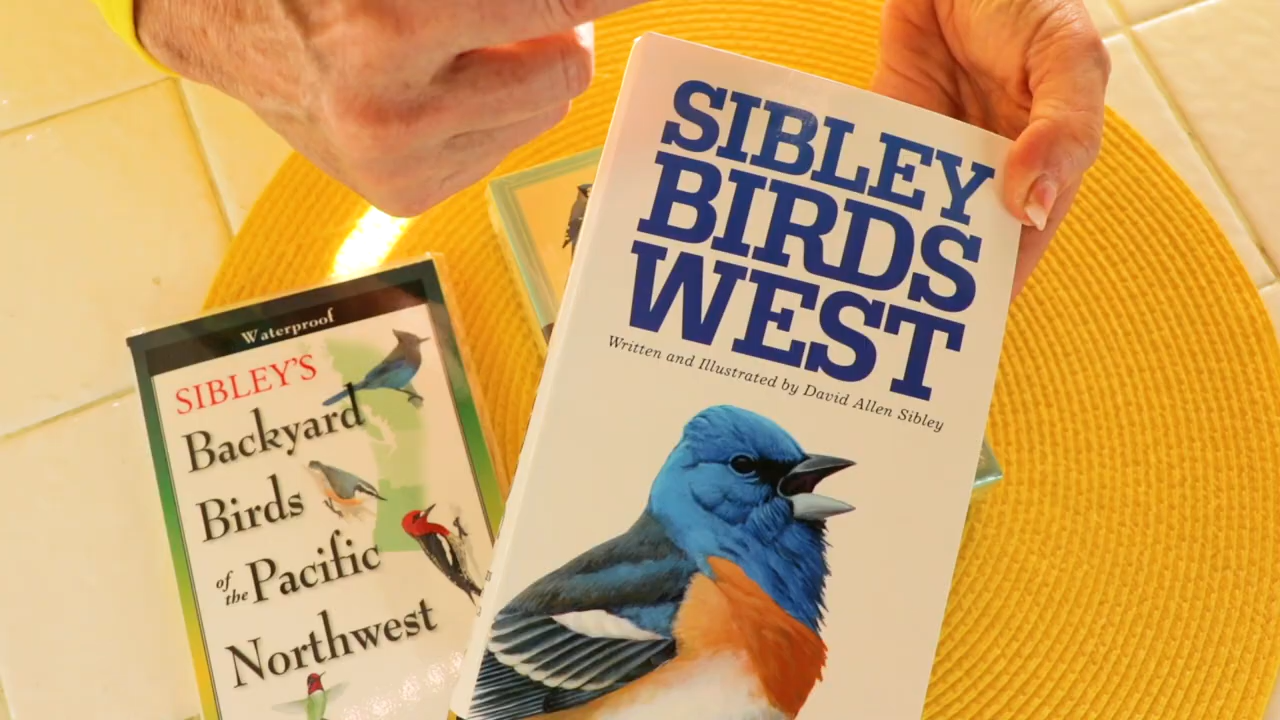 SIBLEY
BIRDS
WEST
Written and Illustrated by David Allen Sibley
Waterproof
SIBLEY'S
Backyard
Birds
of the Pacific
Northwest